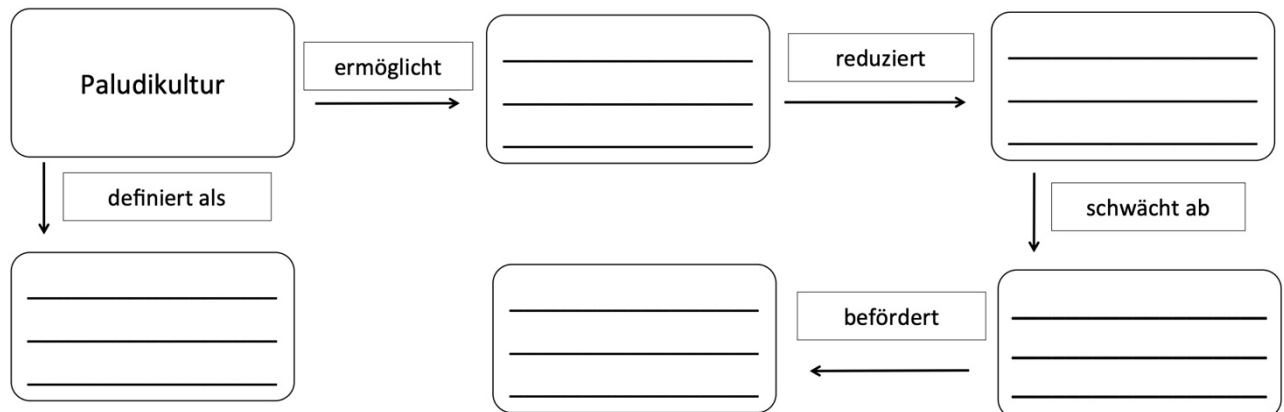 Paludikultur
ermöglicht
reduziert
definiert als
schwächt ab
befördert